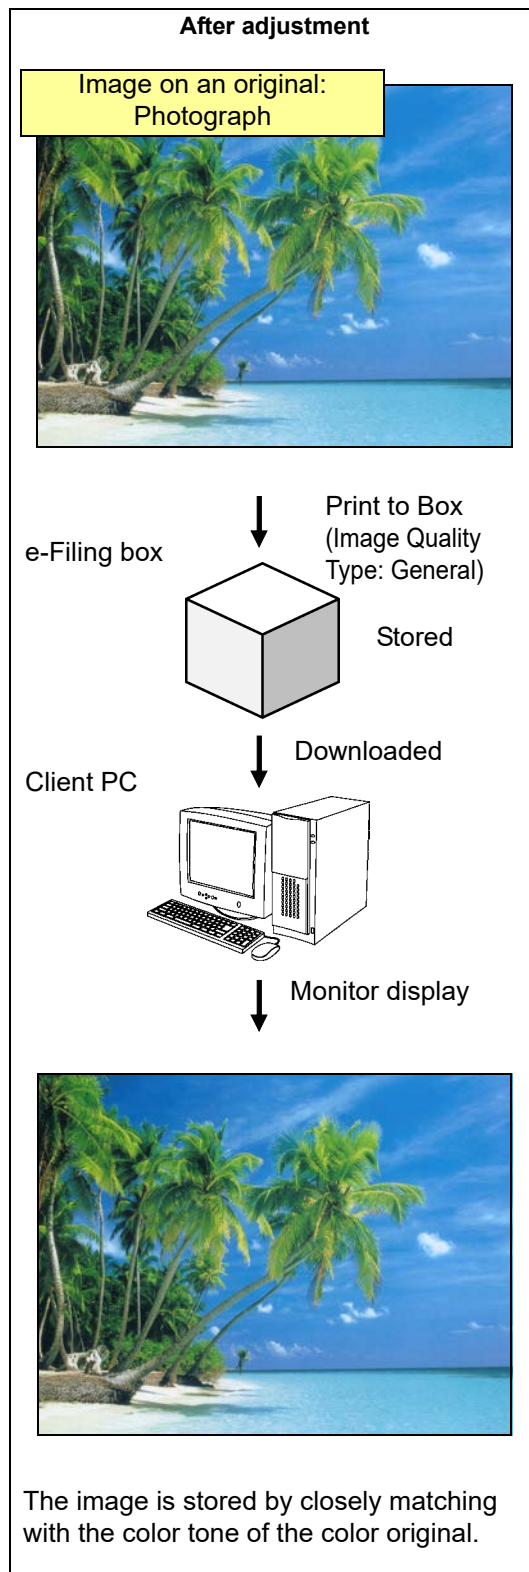 After adjustment
Image on an original:
Photograph
Print to Box
(Image Quality
Type: General)
e-Filing box
Stored
Downloaded
Client PC
Monitor display
The image is stored by closely matching
with the color tone of the color original.